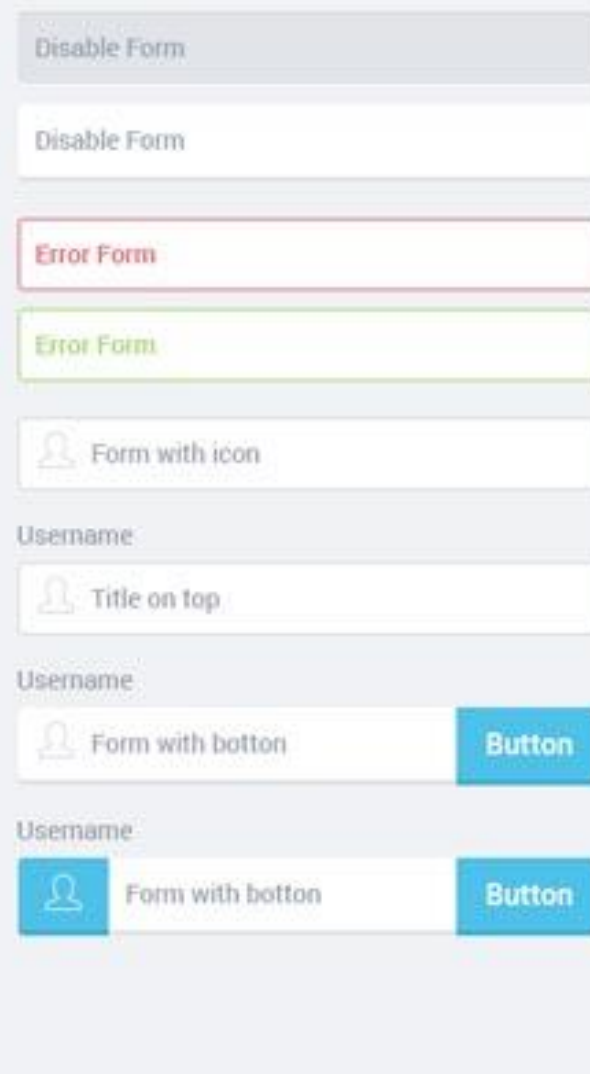 Disable Form
Disable Form
Error Form
Error Form
Form with icon
Username
Title on top
Username
Form with botton
Button
Username
Form with botton
Button